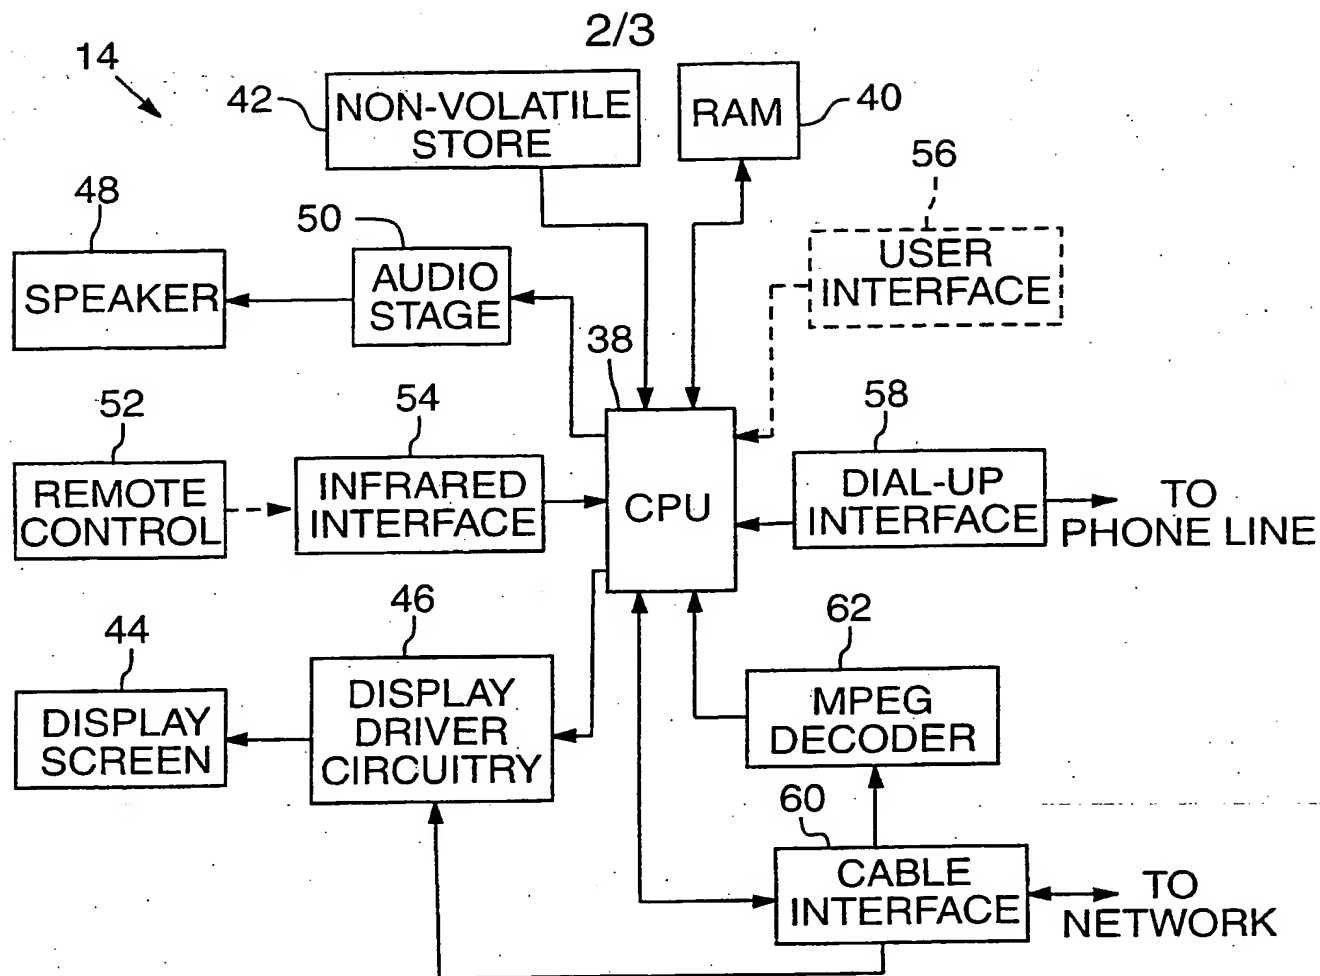 2/3
14
42
NON-VOLATILE
STORE
RAM
40
56
USER
INTERFACE
48
SPEAKER
50
AUDIO
STAGE
38
CPU
52
REMOTE
CONTROL
54
INFRARED
INTERFACE
58
DIAL-UP
INTERFACE
TO
PHONE LINE
44
DISPLAY
SCREEN
46
DISPLAY
DRIVER
CIRCUITRY
62
MPEG
DECODER
60
CABLE
INTERFACE
TO
NETWORK